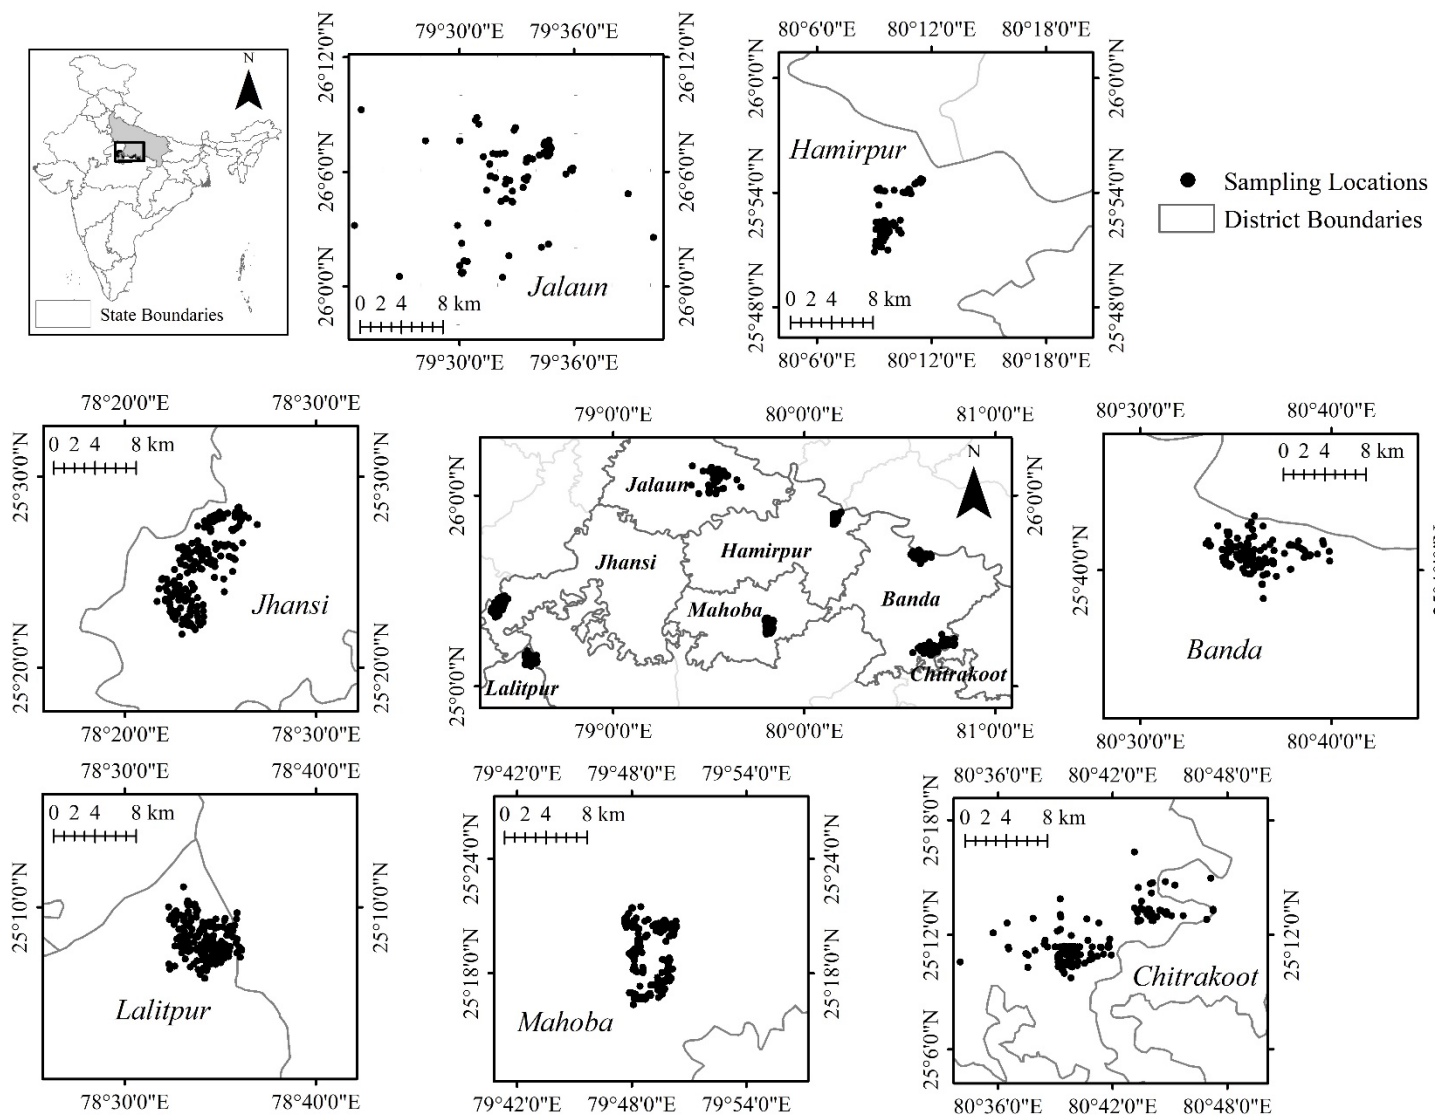 N
State Boundaries
79°30'0"E 79°36'0"E
26°12'0"N
26°6'0"N
26°0'0"N
26°12'0"N
26°6'0"N
26°0'0"N
Jalaun
0 2 4 8 km
79°30'0"E 79°36'0"E
80°6'0"E 80°12'0"E 80°18'0"E
26°0'0"N
25°54'0"N
25°48'0"N
26°0'0"N
25°54'0"N
25°48'0"N
Hamirpur
0 2 4 8 km
80°6'0"E 80°12'0"E 80°18'0"E
Sampling Locations
District Boundaries
78°20'0"E 78°30'0"E
0 2 4 8 km
25°30'0"N
25°20'0"N
25°30'0"N
25°20'0"N
Jhansi
78°20'0"E 78°30'0"E
79°0'0"E 80°0'0"E 81°0'0"E
26°0'0"N
25°0'0"N
26°0'0"N
25°0'0"N
N
Jalaun
Jhansi
Hamirpur
Mahoba
Banda
Lalitpur
Chitrakoot
79°0'0"E 80°0'0"E 81°0'0"E
80°30'0"E 80°40'0"E
0 2 4 8 km
25°40'0"N
Banda
80°30'0"E 80°40'0"E
78°30'0"E 78°40'0"E
0 2 4 8 km
25°10'0"N
25°10'0"N
Lalitpur
78°30'0"E 78°40'0"E
79°42'0"E 79°48'0"E 79°54'0"E
0 2 4 8 km
25°24'0"N
25°18'0"N
25°24'0"N
25°18'0"N
Mahoba
79°42'0"E 79°48'0"E 79°54'0"E
80°36'0"E 80°42'0"E 80°48'0"E
0 2 4 8 km
25°18'0"N
25°12'0"N
25°6'0"N
25°12'0"N
Chitrakoot
80°36'0"E 80°42'0"E 80°48'0"E